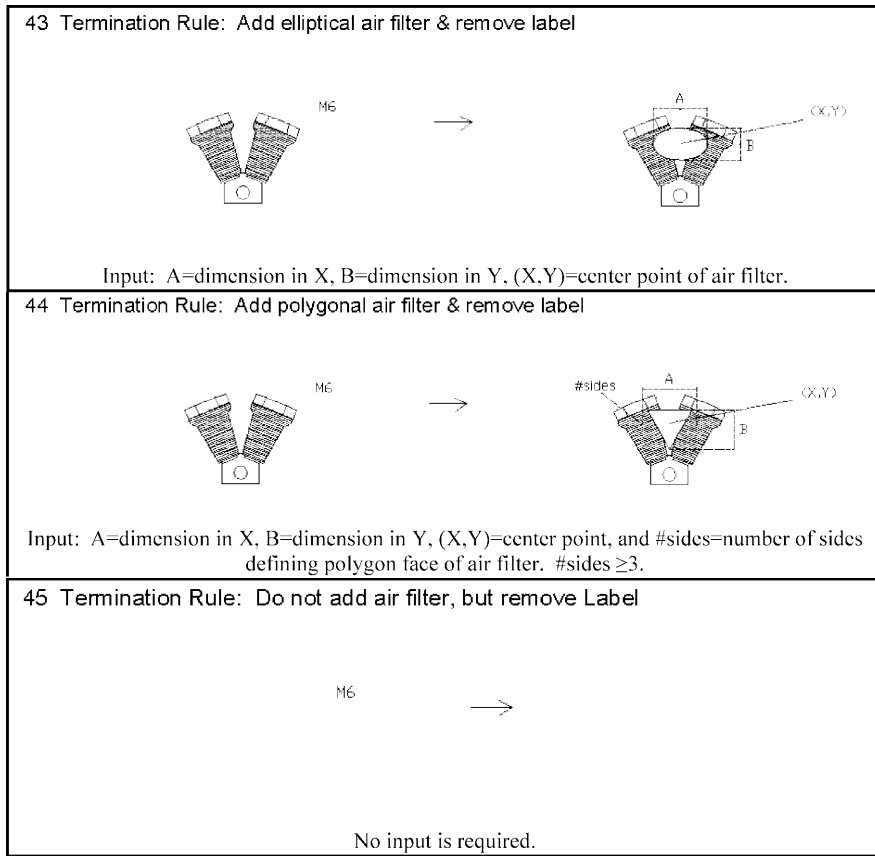 43 Termination Rule: Add elliptical air filter & remove label
M6
A
(X,Y)
B
Input: A=dimension in X, B=dimension in Y, (X,Y)=center point of air filter.
44 Termination Rule: Add polygonal air filter & remove label
M6
#sides
A
(X,Y)
B
Input: A=dimension in X, B=dimension in Y, (X,Y)=center point, and #sides=number of sides
defining polygon face of air filter. #sides ≥3.
45 Termination Rule: Do not add air filter, but remove Label
M6
No input is required.